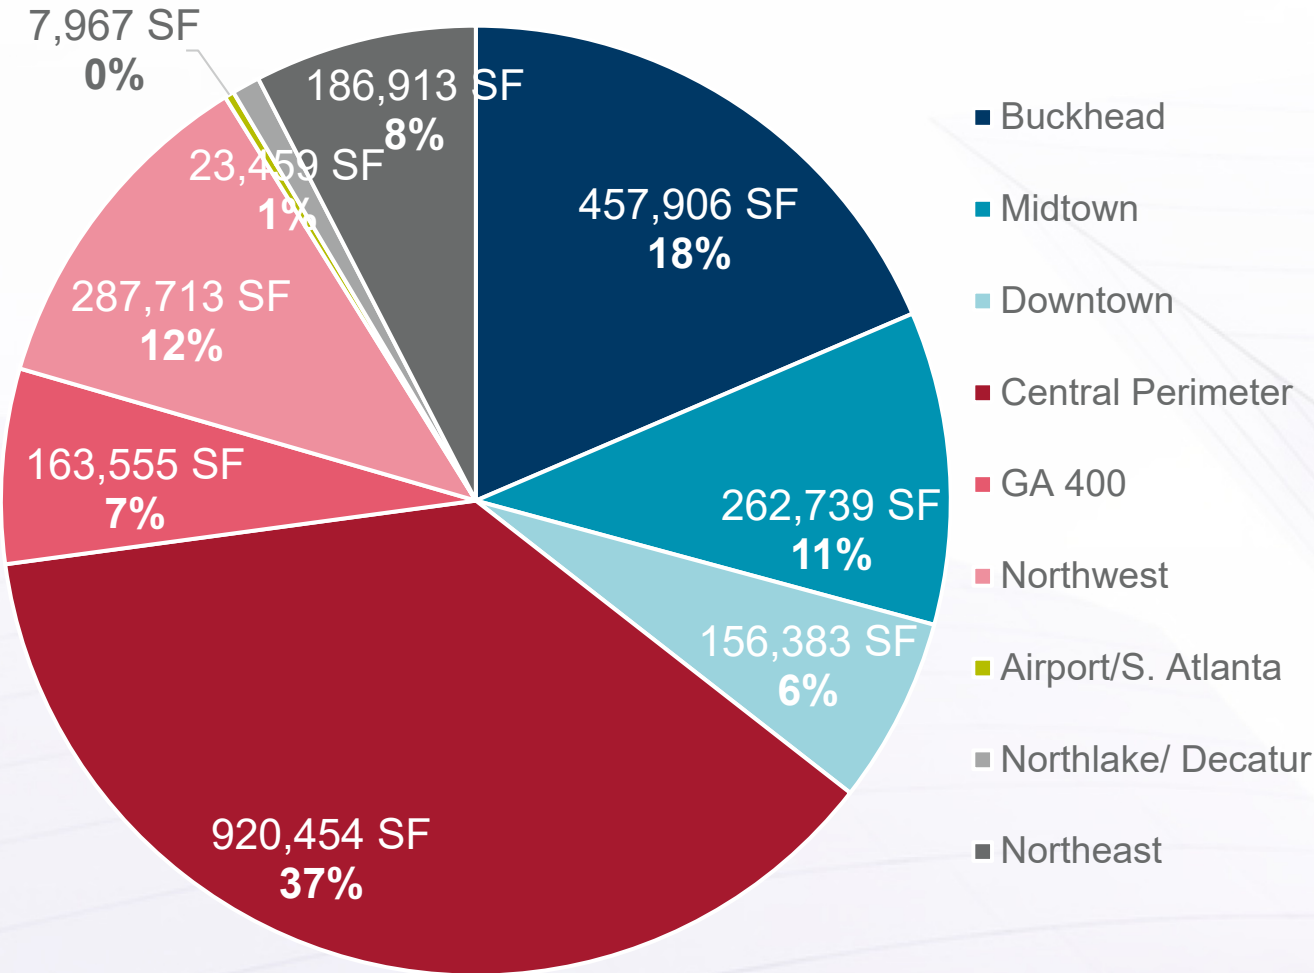 7,967 SF
0%
186,913 SF
8%
23,459 SF
1%
457,906 SF
18%
287,713 SF
12%
163,555 SF
7%
262,739 SF
11%
156,383 SF
6%
920,454 SF
37%
Buckhead
Midtown
Downtown
Central Perimeter
GA 400
Northwest
Airport/S. Atlanta
Northlake/ Decatur
Northeast